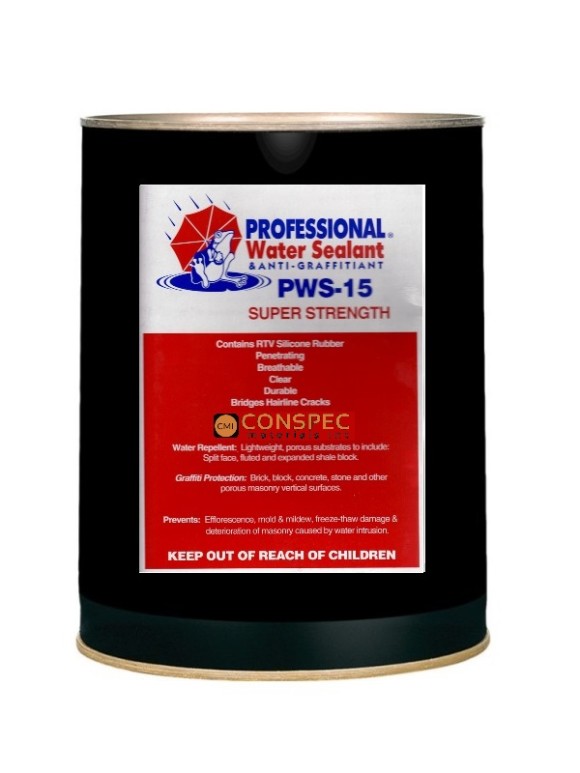 PROFESSIONAL®
Water Sealant
& ANTI-GRAFFITIANT
PWS-15
SUPER STRENGTH
Contains RTV Silicone Rubber
Penetrating
Breathable
Clear
Durable
Bridges Hairline Cracks
CMI CONSPEC
materials inc
Water Repellent: Lightweight, porous substrates to include:
Split face, fluted and expanded shale block.
Graffiti Protection: Brick, block, concrete, stone and other
porous masonry vertical surfaces.
Prevents: Efflorescence, mold & mildew, freeze-thaw damage &
deterioration of masonry caused by water intrusion.
KEEP OUT OF REACH OF CHILDREN